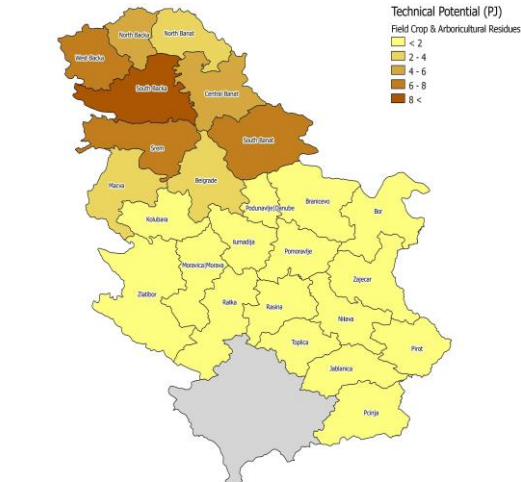 Technical Potential (PJ)
Field Crop & Arboricultural Residues
< 2
2 - 4
4 - 6
6 - 8
8 <
North Backa
North Banat
West Backa
South Backa
Central Banat
Srem
South Banat
Macva
Belgrade
Kolubara
Podunavlje|Danube
Branicevo
Bor
Sumadija
Moravica|Morava
Pomoravlje
Zlatibor
Zajecar
Raska
Rasina
Nisava
Toplica
Pirot
Jablanica
Pcinja